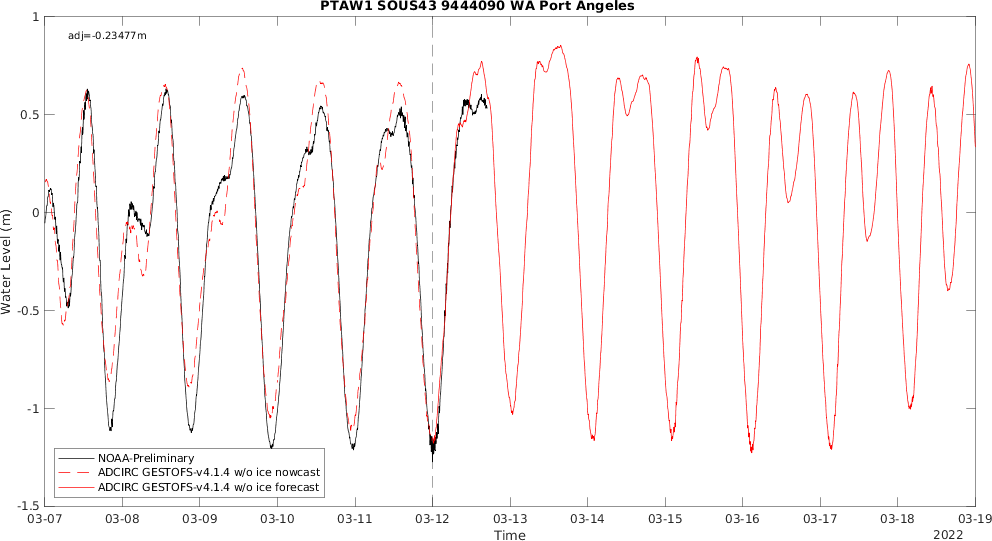 PTAW1 SOUS43 9444090 WA Port Angeles
adj=-0.23477m
1
0.5
0
-0.5
-1
-1.5
Water Level (m)
NOAA-Preliminary
ADCIRC GESTOFS-v4.1.4 w/o ice nowcast
ADCIRC GESTOFS-v4.1.4 w/o ice forecast
03-07 03-08 03-09 03-10 03-11 03-12 03-13 03-14 03-15 03-16 03-17 03-18 03-19
Time
2022